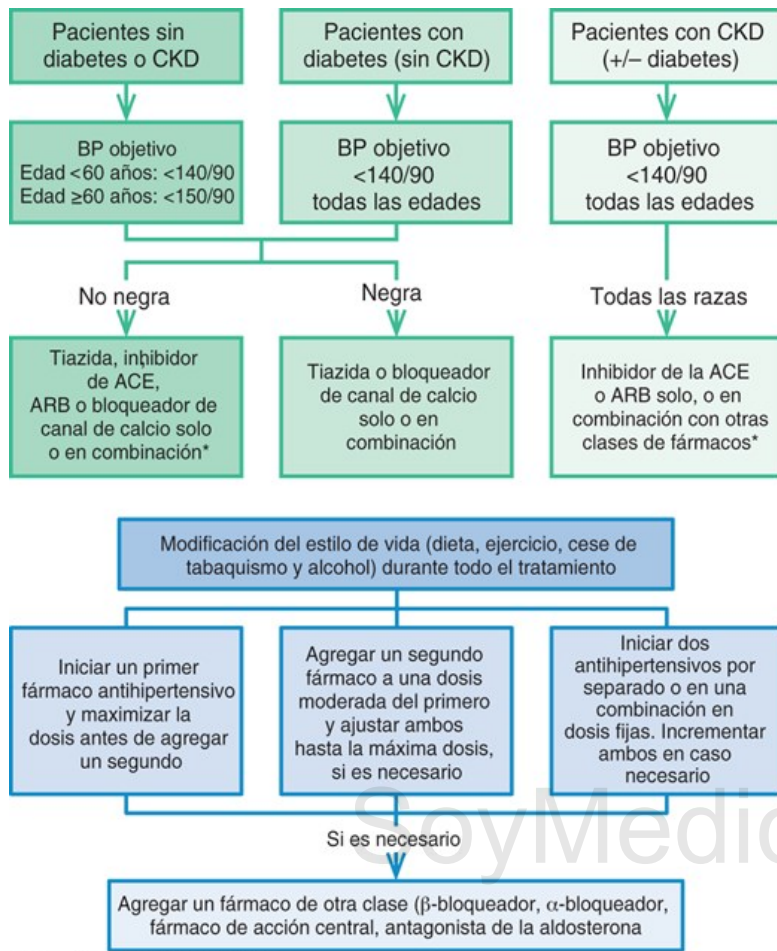 Pacientes sin
diabetes o CKD
Pacientes con
diabetes (sin CKD)
Pacientes con CKD
(+/– diabetes)
BP objetivo
Edad <60 años: <140/90
Edad ≥60 años: <150/90
BP objetivo
<140/90
todas las edades
BP objetivo
<140/90
todas las edades
No negra
Negra
Todas las razas
Tiazida, inhibidor
de ACE,
ARB o bloqueador de
canal de calcio solo
o en combinación*
Tiazida o bloqueador
de canal de calcio
solo o en
combinación
Inhibidor de la ACE
o ARB solo, o en
combinación con otras
clases de fármacos*
Modificación del estilo de vida (dieta, ejercicio, cese de
tabaquismo y alcohol) durante todo el tratamiento
Iniciar un primer
fármaco antihipertensivo
y maximizar la
dosis antes de agregar
un segundo
Agregar un segundo
fármaco a una dosis
moderada del primero
y ajustar ambos
hasta la máxima dosis,
si es necesario
Iniciar dos
antihipertensivos por
separado o en una
combinación en
dosis fijas. Incrementar
ambos en caso
necesario
SoyMedic
Si es necesario
Agregar un fármaco de otra clase (β-bloqueador, α-bloqueador,
fármaco de acción central, antagonista de la aldosterona